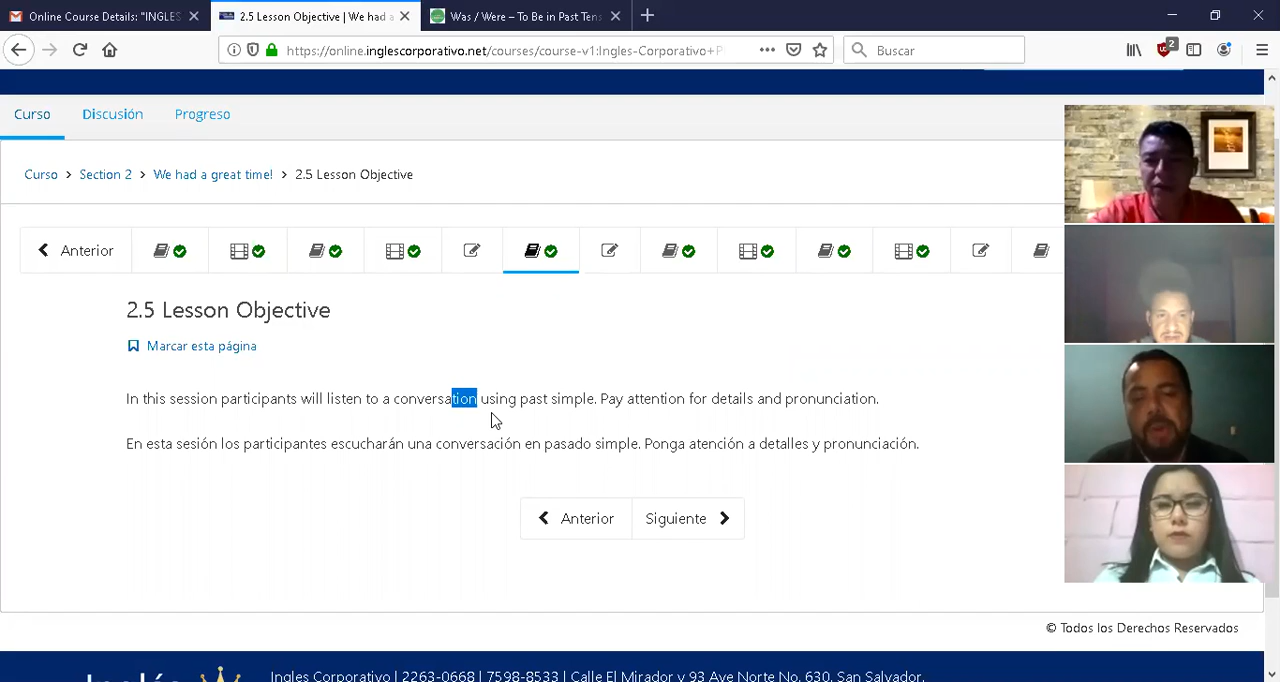 Online Course Details: "INGLES
2.5 Lesson Objective | We had a
Was / Were – To Be in Past Tens
https://online.inglescorporativo.net/courses/course-v1:Ingles-Corporativo+P
Buscar
2
Curso
Discusión
Progreso
Curso > Section 2 > We had a great time! > 2.5 Lesson Objective
Anterior
2.5 Lesson Objective
Marcar esta página
In this session participants will listen to a conversation using past simple. Pay attention for details and pronunciation.
En esta sesión los participantes escucharán una conversación en pasado simple. Ponga atención a detalles y pronunciación.
Anterior
Siguiente
© Todos los Derechos Reservados
Inglés
Ingles Corporativo | 2263-0668 | 7598-8533 | Calle El Mirador y 93 Ave Norte No. 630, San Salvador.